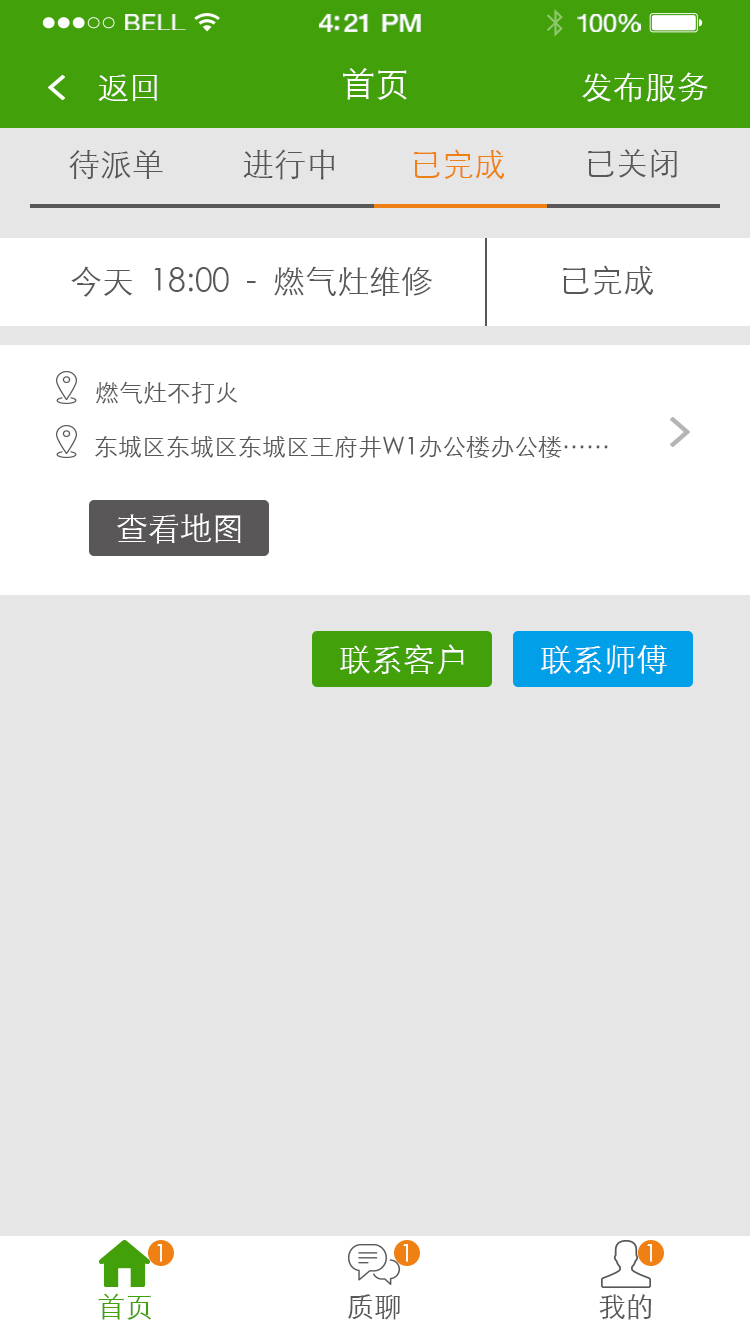 BELL 4:21 PM 100%
返回 首页 发布服务
待派单 进行中 已完成 已关闭
今天 18:00 - 燃气灶维修 已完成
燃气灶不打火
东城区东城区东城区王府井W1办公楼办公楼……
查看地图
联系客户 联系师傅
1 1 1
首页 质聊 我的